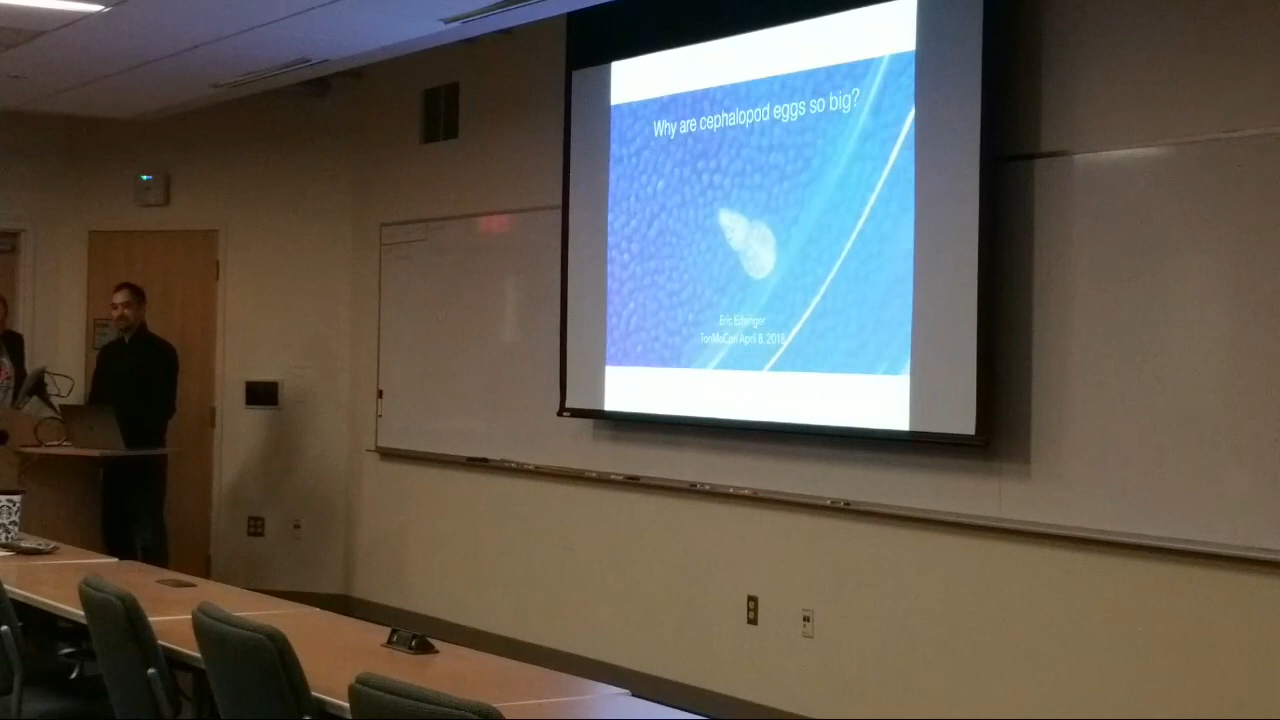 Why are cephalopod eggs so big?
Eric Edsinger
TonMoCon April 8, 2018